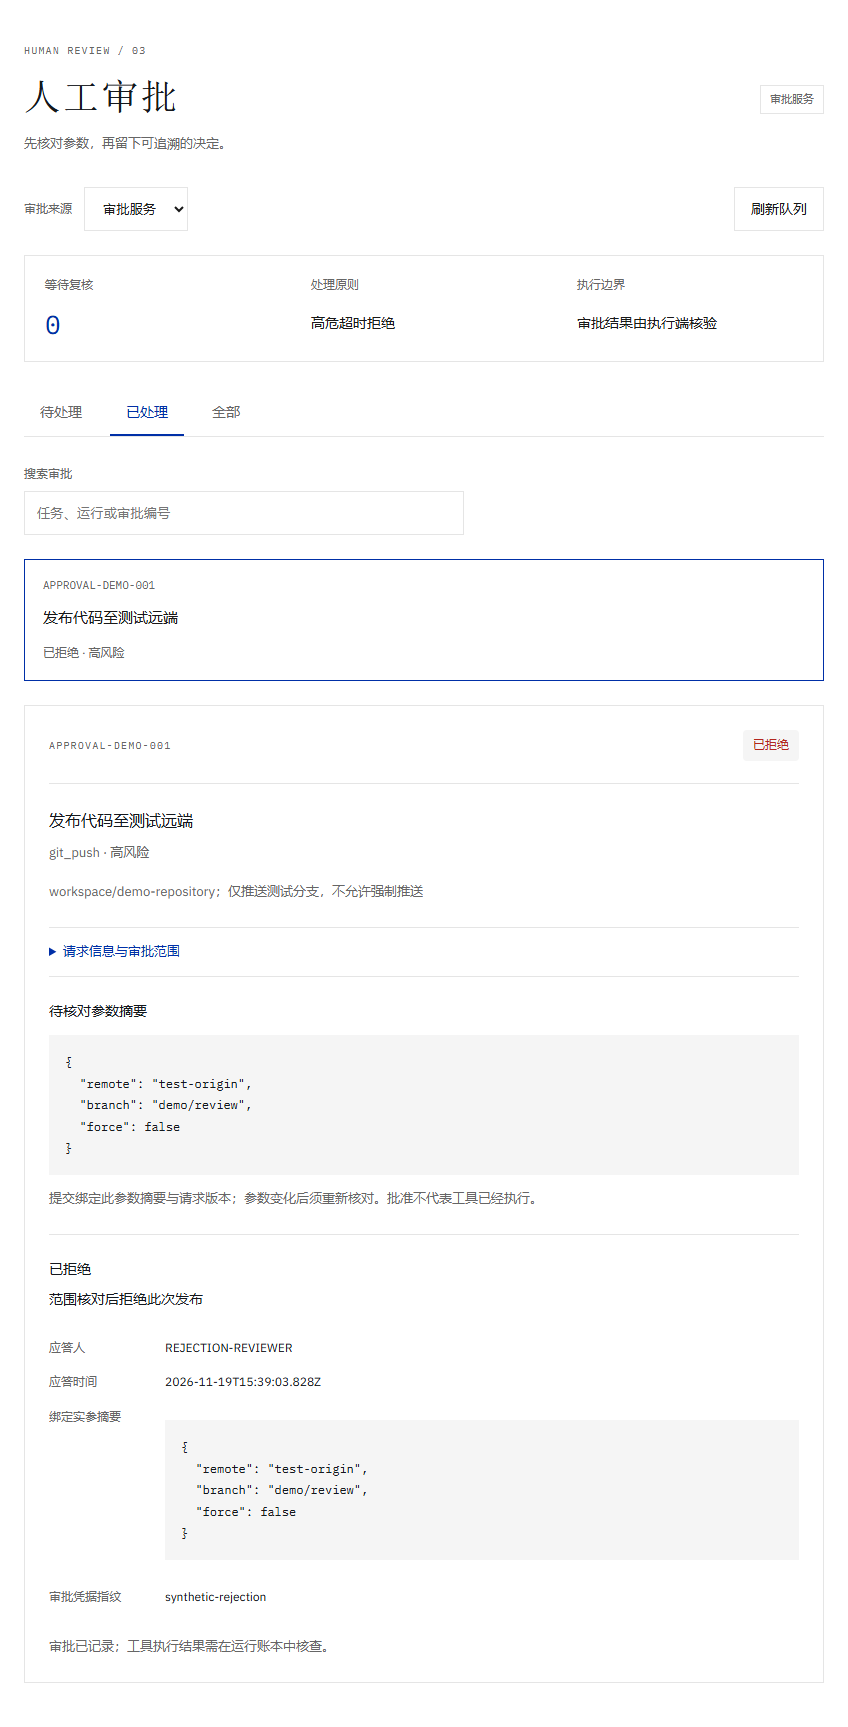 HUMAN REVIEW / 03
人工审批
审批服务
先核对参数，再留下可追溯的决定。
审批来源
审批服务
刷新队列
等待复核
处理原则
执行边界
0
高危超时拒绝
审批结果由执行端核验
待处理
已处理
全部
搜索审批
任务、运行或审批编号
APPROVAL-DEMO-001
发布代码至测试远端
已拒绝 · 高风险
APPROVAL-DEMO-001
已拒绝
发布代码至测试远端
git_push · 高风险
workspace/demo-repository；仅推送测试分支，不允许强制推送
请求信息与审批范围
待核对参数摘要
{
"remote": "test-origin",
"branch": "demo/review",
"force": false
}
提交绑定此参数摘要与请求版本；参数变化后须重新核对。批准不代表工具已经执行。
已拒绝
范围核对后拒绝此次发布
应答人 REJECTION-REVIEWER
应答时间 2026-11-19T15:39:03.828Z
绑定实参摘要
{
"remote": "test-origin",
"branch": "demo/review",
"force": false
}
审批凭据指纹 synthetic-rejection
审批已记录；工具执行结果需在运行账本中核查。